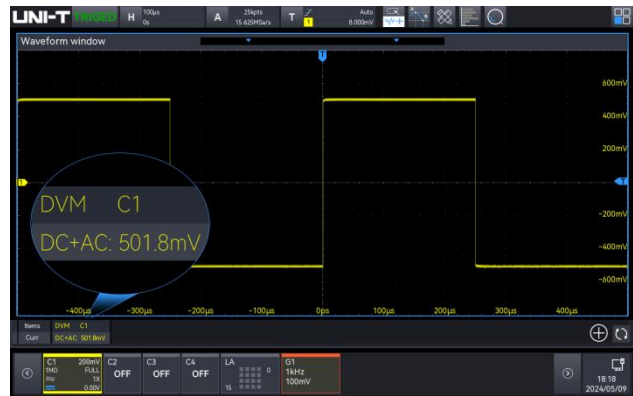 UNI-T TRIGED H 100µs 0s A 25kpts 15.625MSa/s T 1 Auto 8.000mV
Waveform window
T
600mV
400mV
200mV
1 T
DVM C1
-200mV
DC+AC: 501.8mV
-400mV
-600mV
-400µs -300µs -200µs -100µs 0ps 100µs 200µs 300µs 400µs
Items DVM C1
Curr DC+AC 501.8mV
C1 200mV C2 C3 C4 LA 0 G1
1MΩ FULL OFF OFF OFF 1kHz
1X 100mV
0.00V 15
18:18
2024/05/09